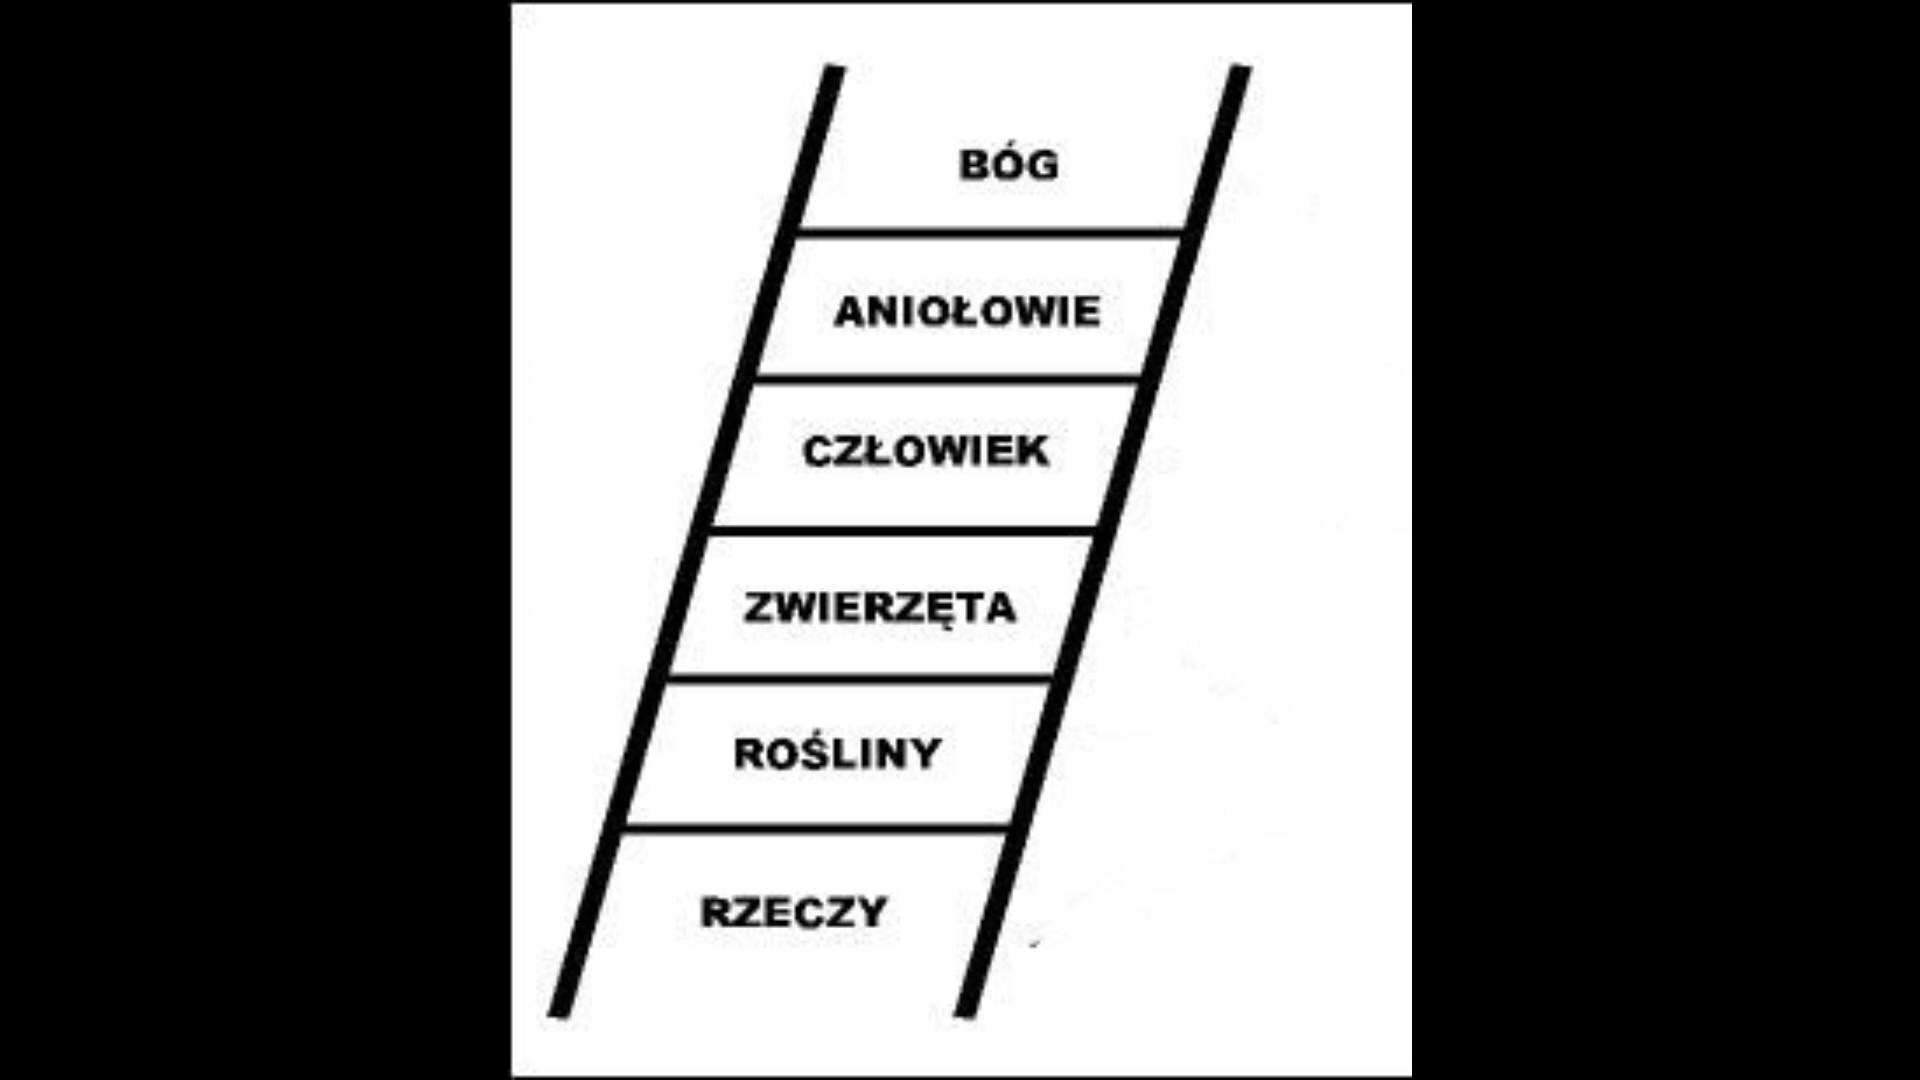 BÓG
ANIOŁOWIE
CZŁOWIEK
ZWIERZĘTA
ROŚLINY
RZECZY